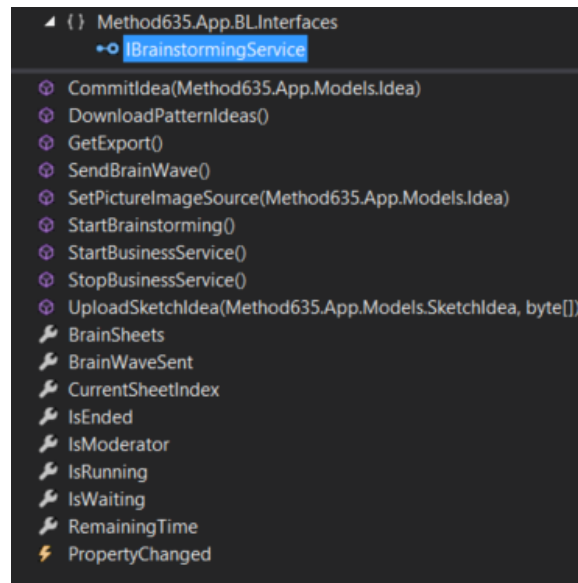 { } Method635.App.BL.Interfaces
IBrainstormingService
CommitIdea(Method635.App.Models.Idea)
DownloadPatternIdeas()
GetExport()
SendBrainWave()
SetPictureImageSource(Method635.App.Models.Idea)
StartBrainstorming()
StartBusinessService()
StopBusinessService()
UploadSketchIdea(Method635.App.Models.SketchIdea, byte[])
BrainSheets
BrainWaveSent
CurrentSheetIndex
IsEnded
IsModerator
IsRunning
IsWaiting
RemainingTime
PropertyChanged